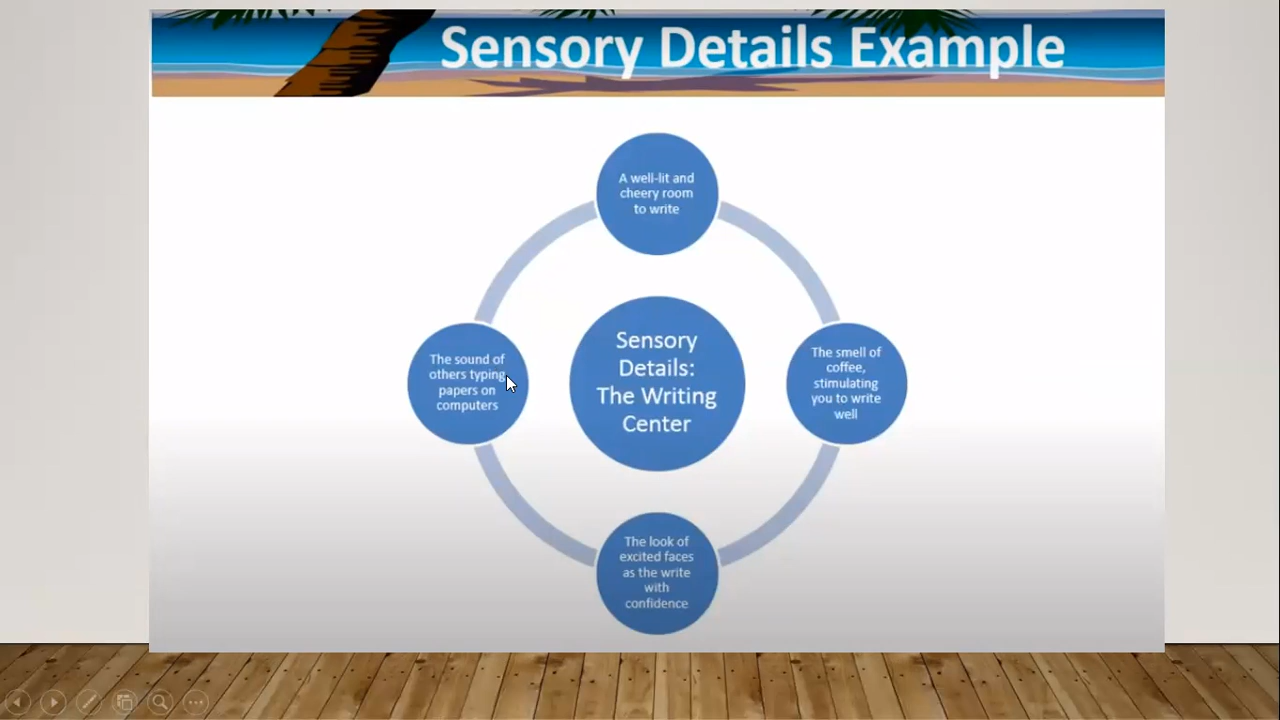 Sensory Details Example
A well-lit and
cheery room
to write
The sound of
others typing
papers on
computers
Sensory
Details:
The Writing
Center
The smell of
coffee,
stimulating
you to write
well
The look of
excited faces
as the write
with
confidence